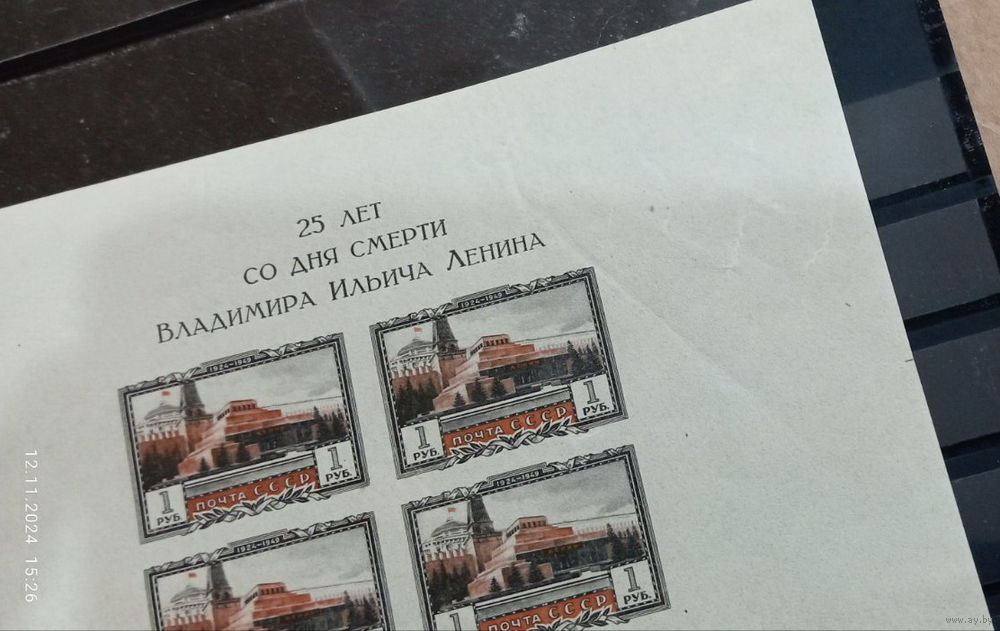 25 ЛЕТ
СО ДНЯ СМЕРТИ
ВЛАДИМИРА ИЛЬИЧА ЛЕНИНА
1924–1949
1 РУБ.
ПОЧТА СССР
1 РУБ.
1924–1949
1 РУБ.
ПОЧТА СССР
1 РУБ.
1924–1949
1924–1949
1
ПОЧТА СССР
1 РУБ.
12.11.2024 15:26
www.ay.by